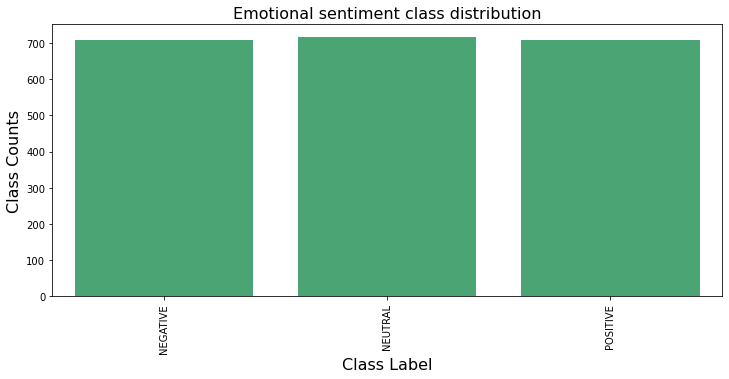 Emotional sentiment class distribution
Class Counts
700
600
500
400
300
200
100
0
NEGATIVE
NEUTRAL
POSITIVE
Class Label